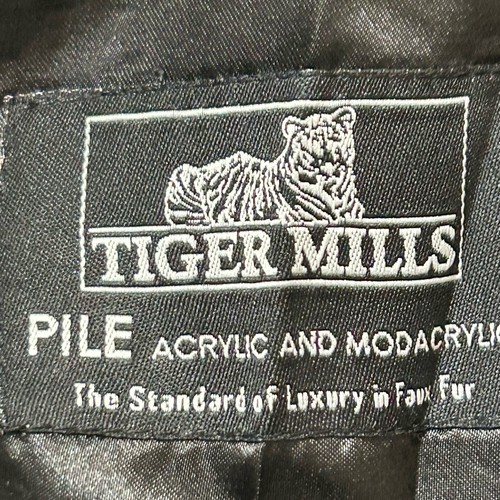 TIGER MILLS
PILE ACRYLIC AND MODACRYLIC
The Standard of Luxury in Faux Fur